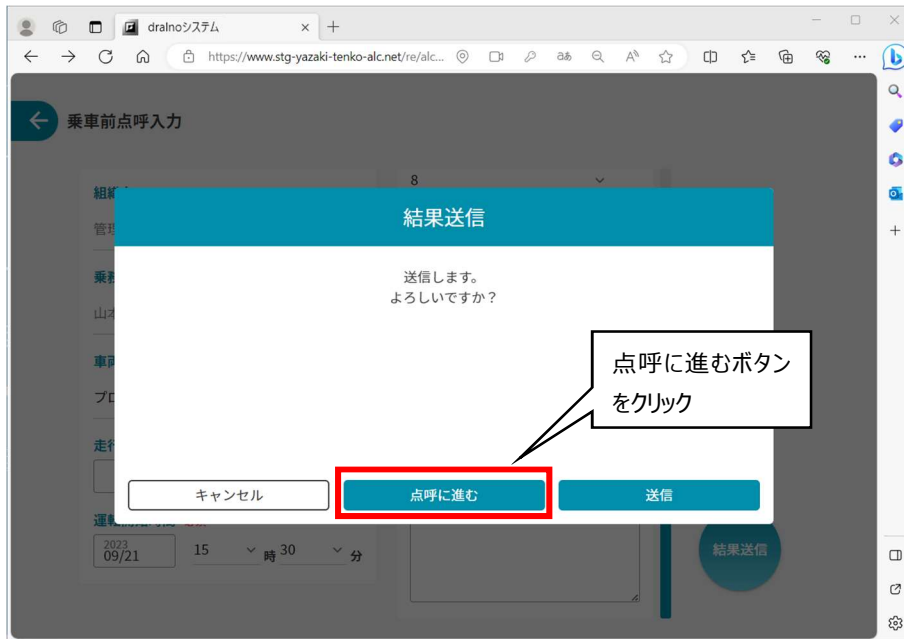 dralnoシステム
https://www.stg-yazaki-tenko-alc.net/re/alc...
乗車前点呼入力
8
結果送信
送信します。
よろしいですか？
点呼に進むボタン
をクリック
キャンセル
点呼に進む
送信
2023
09/21
15
時
30
分
結果送信